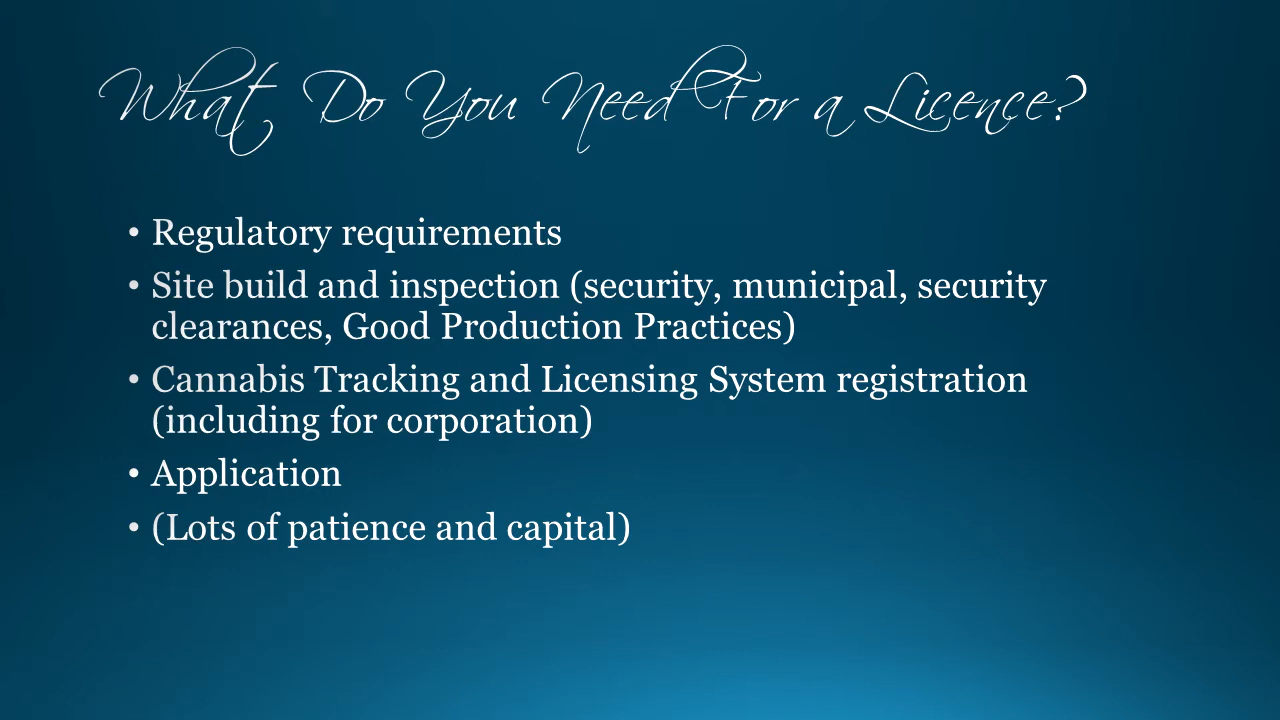 What Do You Need For a Licence?
• Regulatory requirements
• Site build and inspection (security, municipal, security
clearances, Good Production Practices)
• Cannabis Tracking and Licensing System registration
(including for corporation)
• Application
• (Lots of patience and capital)